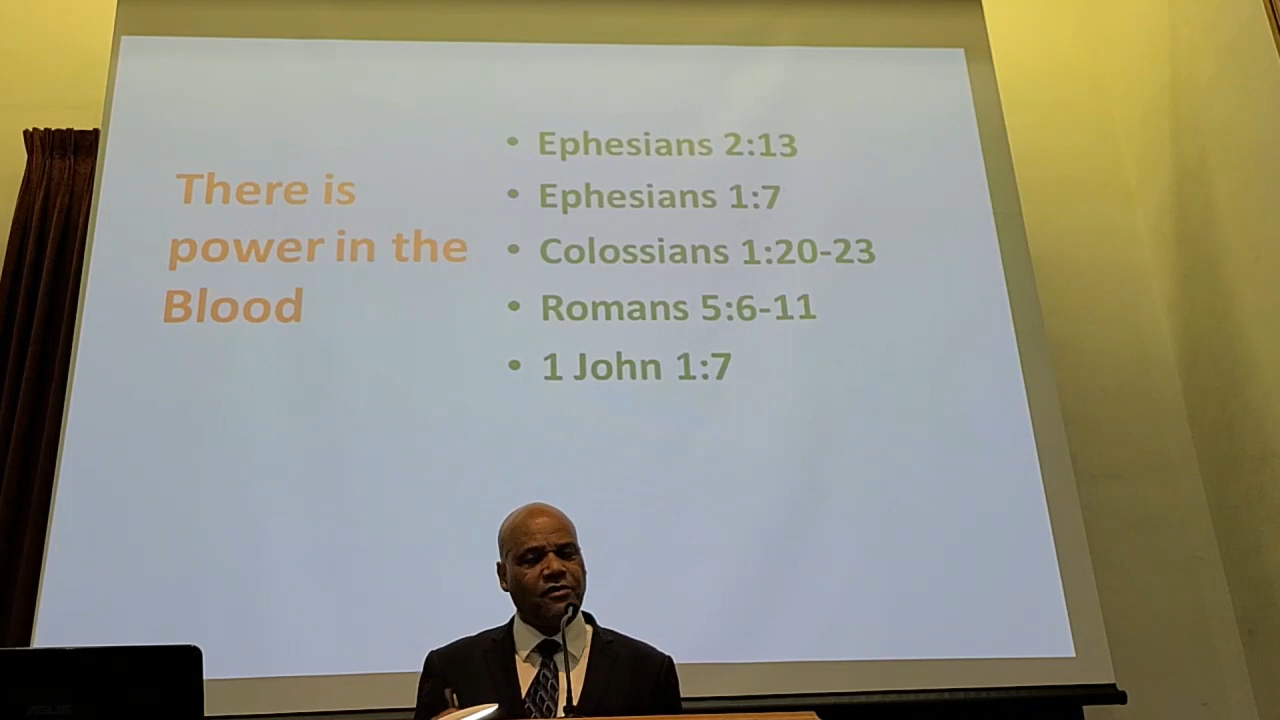 There is
power in the
Blood
• Ephesians 2:13
• Ephesians 1:7
• Colossians 1:20-23
• Romans 5:6-11
• 1 John 1:7
ASUS